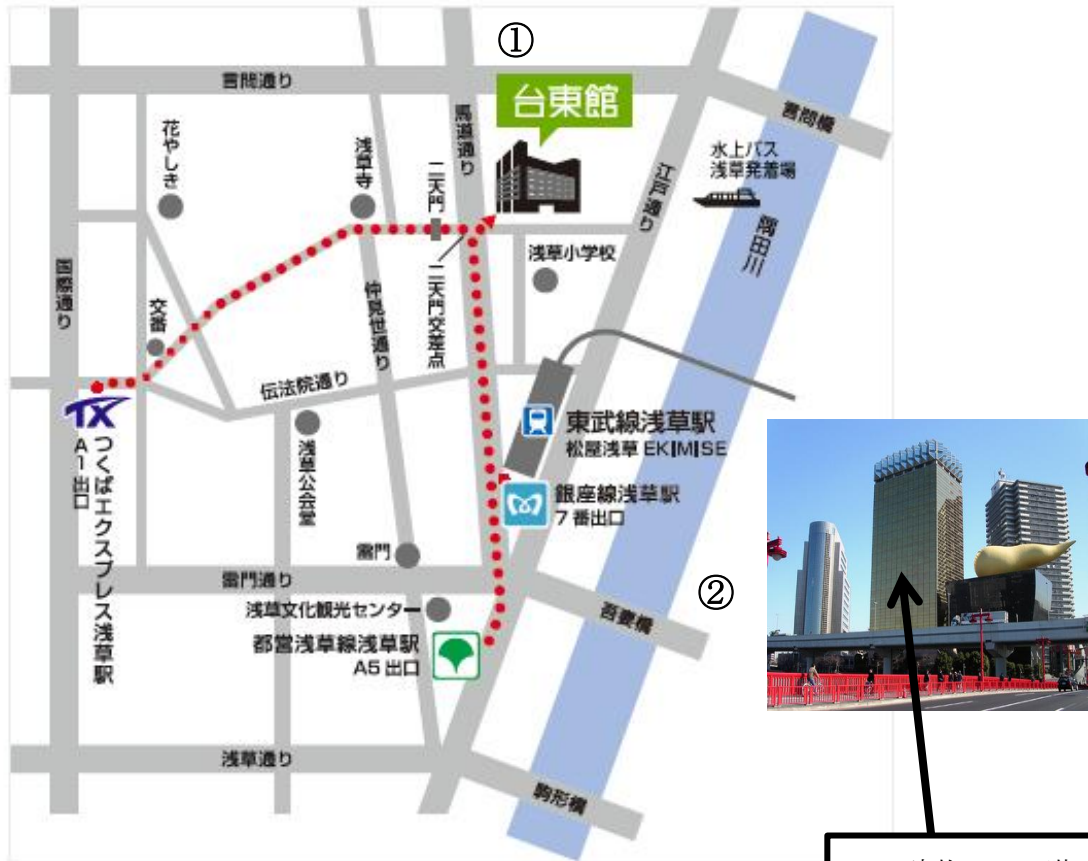 ①
言問通り
台東館
馬道通り
言問橋
花やしき
浅草寺
二天門
水上バス
浅草発着場
江戸通り
隅田川
国際通り
浅草小学校
交番
仲見世通り
二天門交差点
伝法院通り
TX
A1出口
つくばエクスプレス浅草駅
浅草公会堂
東武線浅草駅
松屋浅草 EKIMISE
銀座線浅草駅
7番出口
雷門
雷門通り
②
浅草文化観光センター
吾妻橋
都営浅草線浅草駅
A5出口
浅草通り
駒形橋